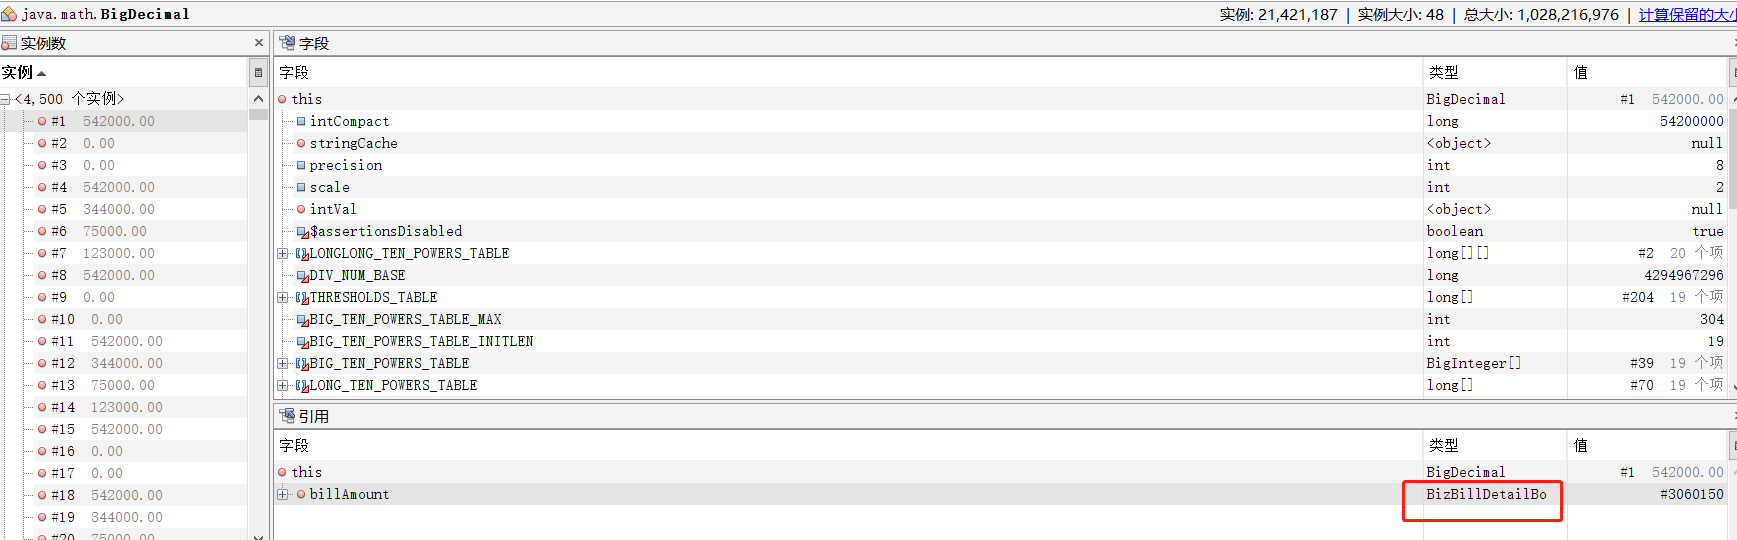 java.math.BigDecimal 实例: 21,421,187 | 实例大小: 48 | 总大小: 1,028,216,976 | 计算保留的大小
实例数 ×
实例
<4,500 个实例>
#1 542000.00
#2 0.00
#3 0.00
#4 542000.00
#5 344000.00
#6 75000.00
#7 123000.00
#8 542000.00
#9 0.00
#10 0.00
#11 542000.00
#12 344000.00
#13 75000.00
#14 123000.00
#15 542000.00
#16 0.00
#17 0.00
#18 542000.00
#19 344000.00
#20 75000.00
字段
字段 类型 值
this BigDecimal #1 542000.00
intCompact long 54200000
stringCache <object> null
precision int 8
scale int 2
intVal <object> null
$assertionsDisabled boolean true
LONGLONG_TEN_POWERS_TABLE long[][] #2 20 个项
DIV_NUM_BASE long 4294967296
THRESHOLDS_TABLE long[] #204 19 个项
BIG_TEN_POWERS_TABLE_MAX int 304
BIG_TEN_POWERS_TABLE_INITLEN int 19
BIG_TEN_POWERS_TABLE BigInteger[] #39 19 个项
LONG_TEN_POWERS_TABLE long[] #70 19 个项
引用
字段 类型 值
this BigDecimal #1 542000.00
billAmount BizBillDetailBo #3060150